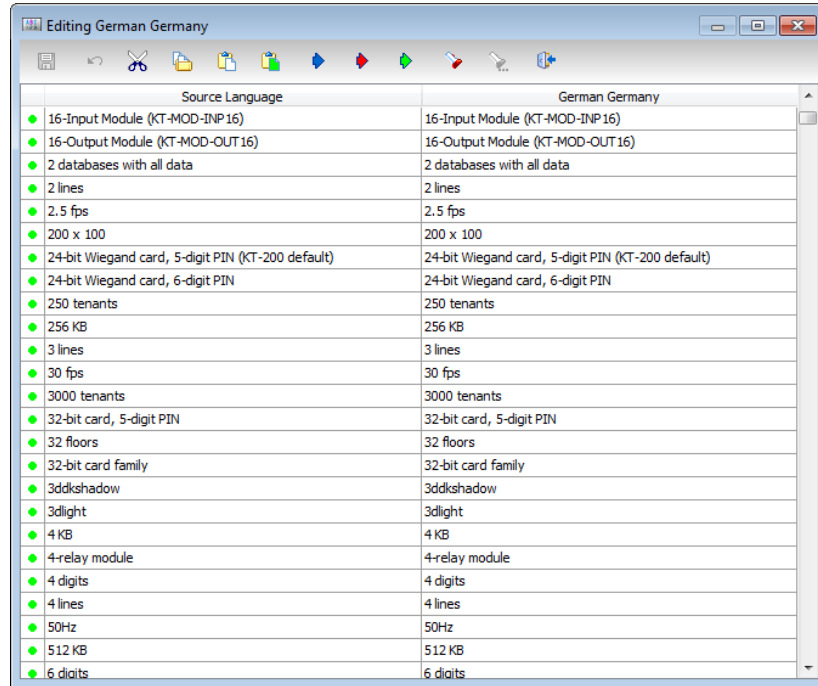 Editing German Germany
Source Language German Germany
16-Input Module (KT-MOD-INP16) 16-Input Module (KT-MOD-INP16)
16-Output Module (KT-MOD-OUT16) 16-Output Module (KT-MOD-OUT16)
2 databases with all data 2 databases with all data
2 lines 2 lines
2.5 fps 2.5 fps
200 x 100 200 x 100
24-bit Wiegand card, 5-digit PIN (KT-200 default) 24-bit Wiegand card, 5-digit PIN (KT-200 default)
24-bit Wiegand card, 6-digit PIN 24-bit Wiegand card, 6-digit PIN
250 tenants 250 tenants
256 KB 256 KB
3 lines 3 lines
30 fps 30 fps
3000 tenants 3000 tenants
32-bit card, 5-digit PIN 32-bit card, 5-digit PIN
32 floors 32 floors
32-bit card family 32-bit card family
3ddkshadow 3ddkshadow
3dlight 3dlight
4 KB 4 KB
4-relay module 4-relay module
4 digits 4 digits
4 lines 4 lines
50Hz 50Hz
512 KB 512 KB
6 digits 6 digits